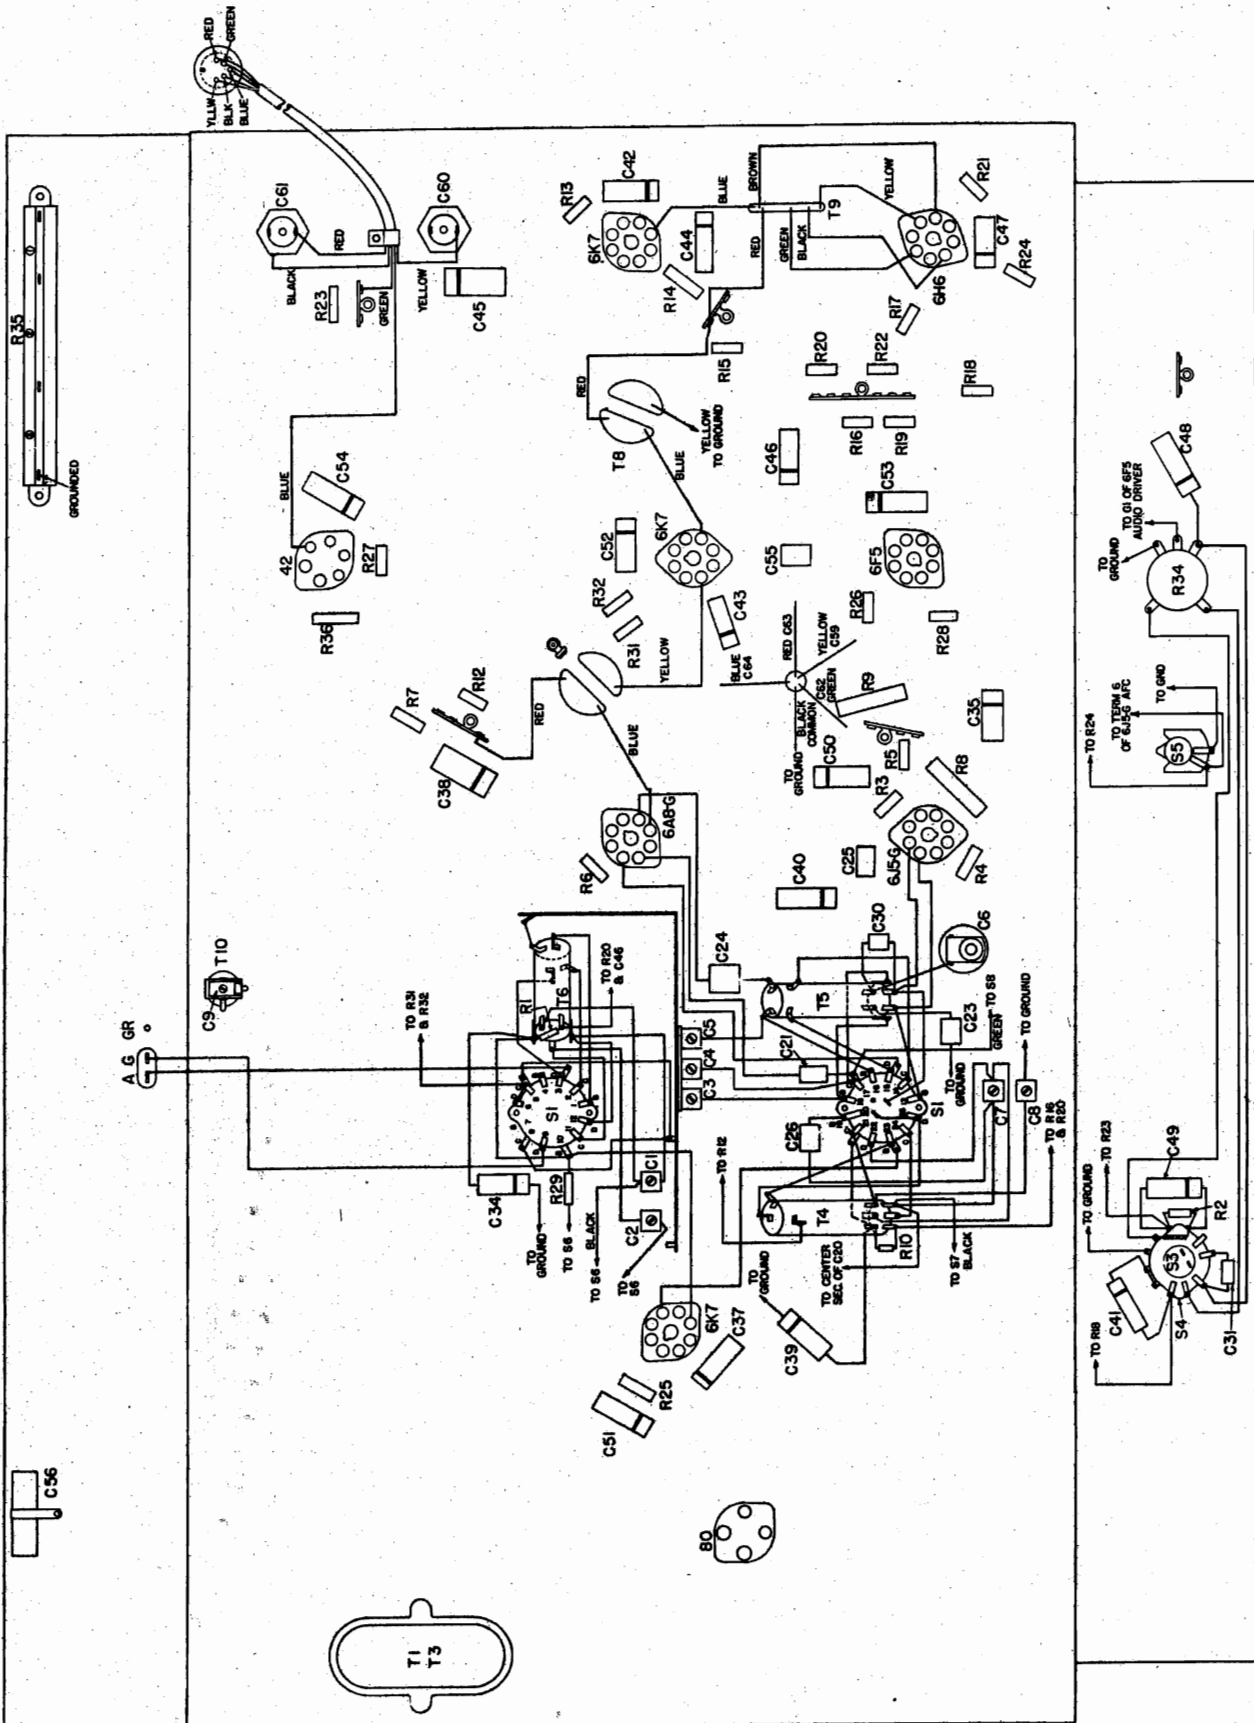 RED
GREEN
YLLW
BLK
BLUE
R35
GROUNDED
C61
C60
RED
BLACK
R23
GREEN
YELLOW
C45
BLUE
C54
42
R27
R36
R13
C42
6K7
BLUE
BROWN
C44
R14
RED
GREEN
BLACK
T9
YELLOW
R21
C47
6H6
R24
R17
R15
R20
R22
R18
R16
R19
RED
T8
YELLOW
TO GROUND
BLUE
C46
C53
C52
6K7
C55
6F5
R32
R31
C43
R26
R28
YELLOW
BLUE
C64
RED C63
YELLOW
C59
C62
GREEN
BLACK
COMMON
TO
GROUND
R9
C50
R5
C35
R7
R12
RED
C38
BLUE
6A8-G
R6
R3
R8
C25
6J5-G
R4
C40
C30
C6
C48
TO GROUND
TO G1 OF 6F5
AUDIO DRIVER
R34
TO R24
TO TERM 6
OF 6J5-G AFC
TO GND
S5
C9
T10
A G GR
TO R31
& R32
R1
T6
TO R20
& C46
S1
C24
T5
C5
C4
C3
C21
C23
TO
GROUND
GREEN
TO S8
TO GROUND
S1
C7
C8
C26
TO R12
T4
R10
TO R16
& R20
TO S7
BLACK
TO CENTER
SEC. OF C20
TO
GROUND
C39
C34
R29
C1
C2
TO
GROUND
TO S6
TO S6
BLACK
TO
S6
6K7
C37
R25
C51
TO GROUND
TO R23
C49
R2
S3
C41
S4
C31
TO R18
C56
80
T1
T3